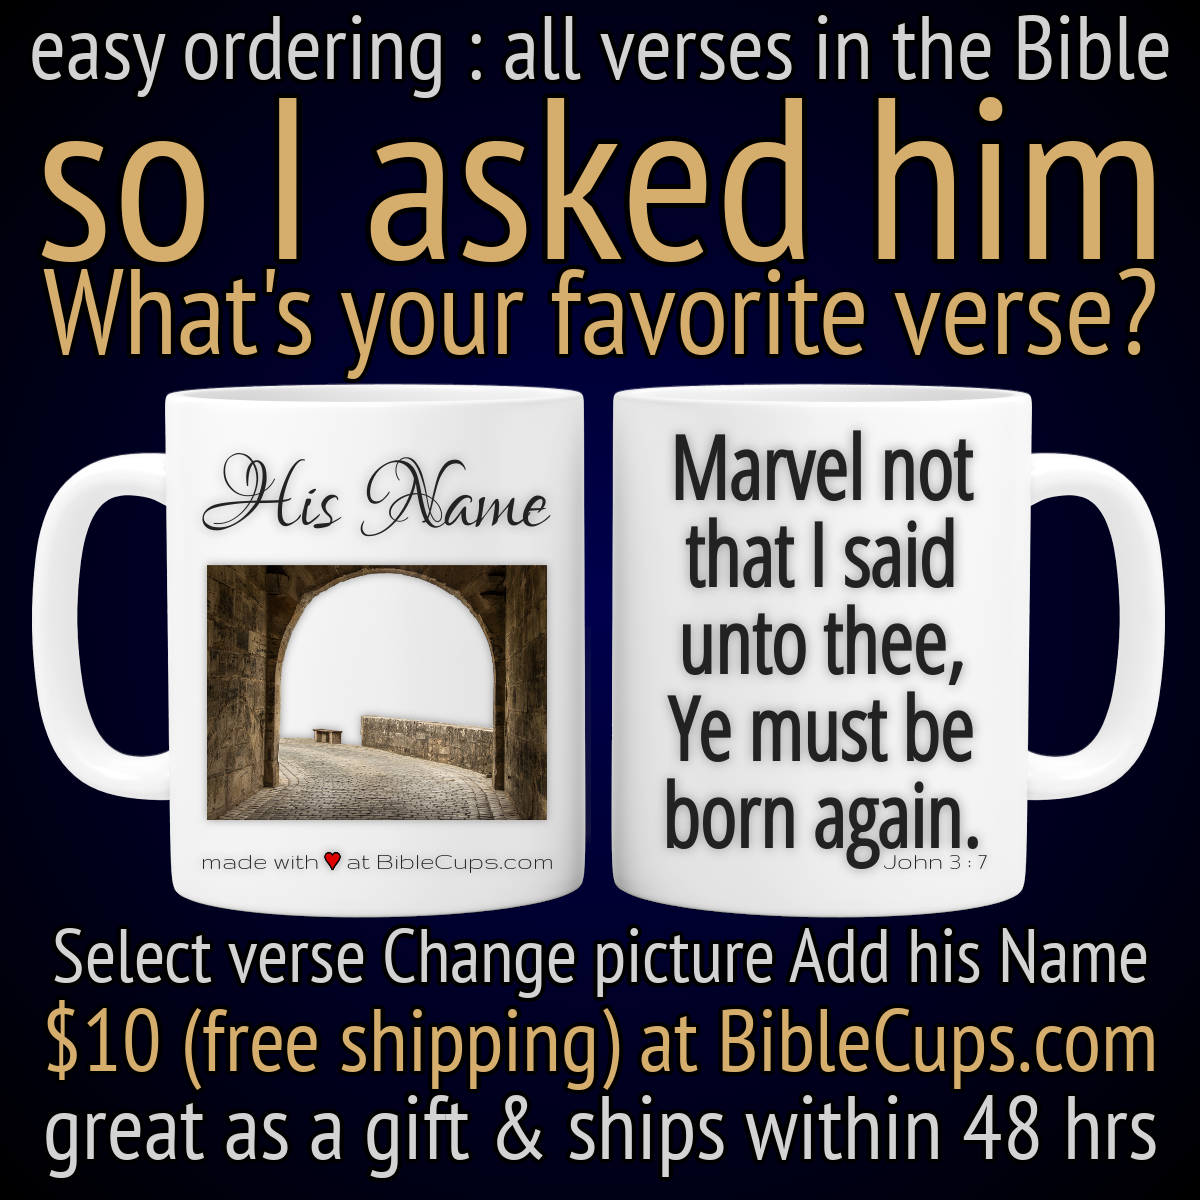 easy ordering : all verses in the Bible
so I asked him
What's your favorite verse?
His Name
made with ♥ at BibleCups.com
Marvel not
that I said
unto thee,
Ye must be
born again.
John 3 : 7
Select verse Change picture Add his Name
$10 (free shipping) at BibleCups.com
great as a gift & ships within 48 hrs